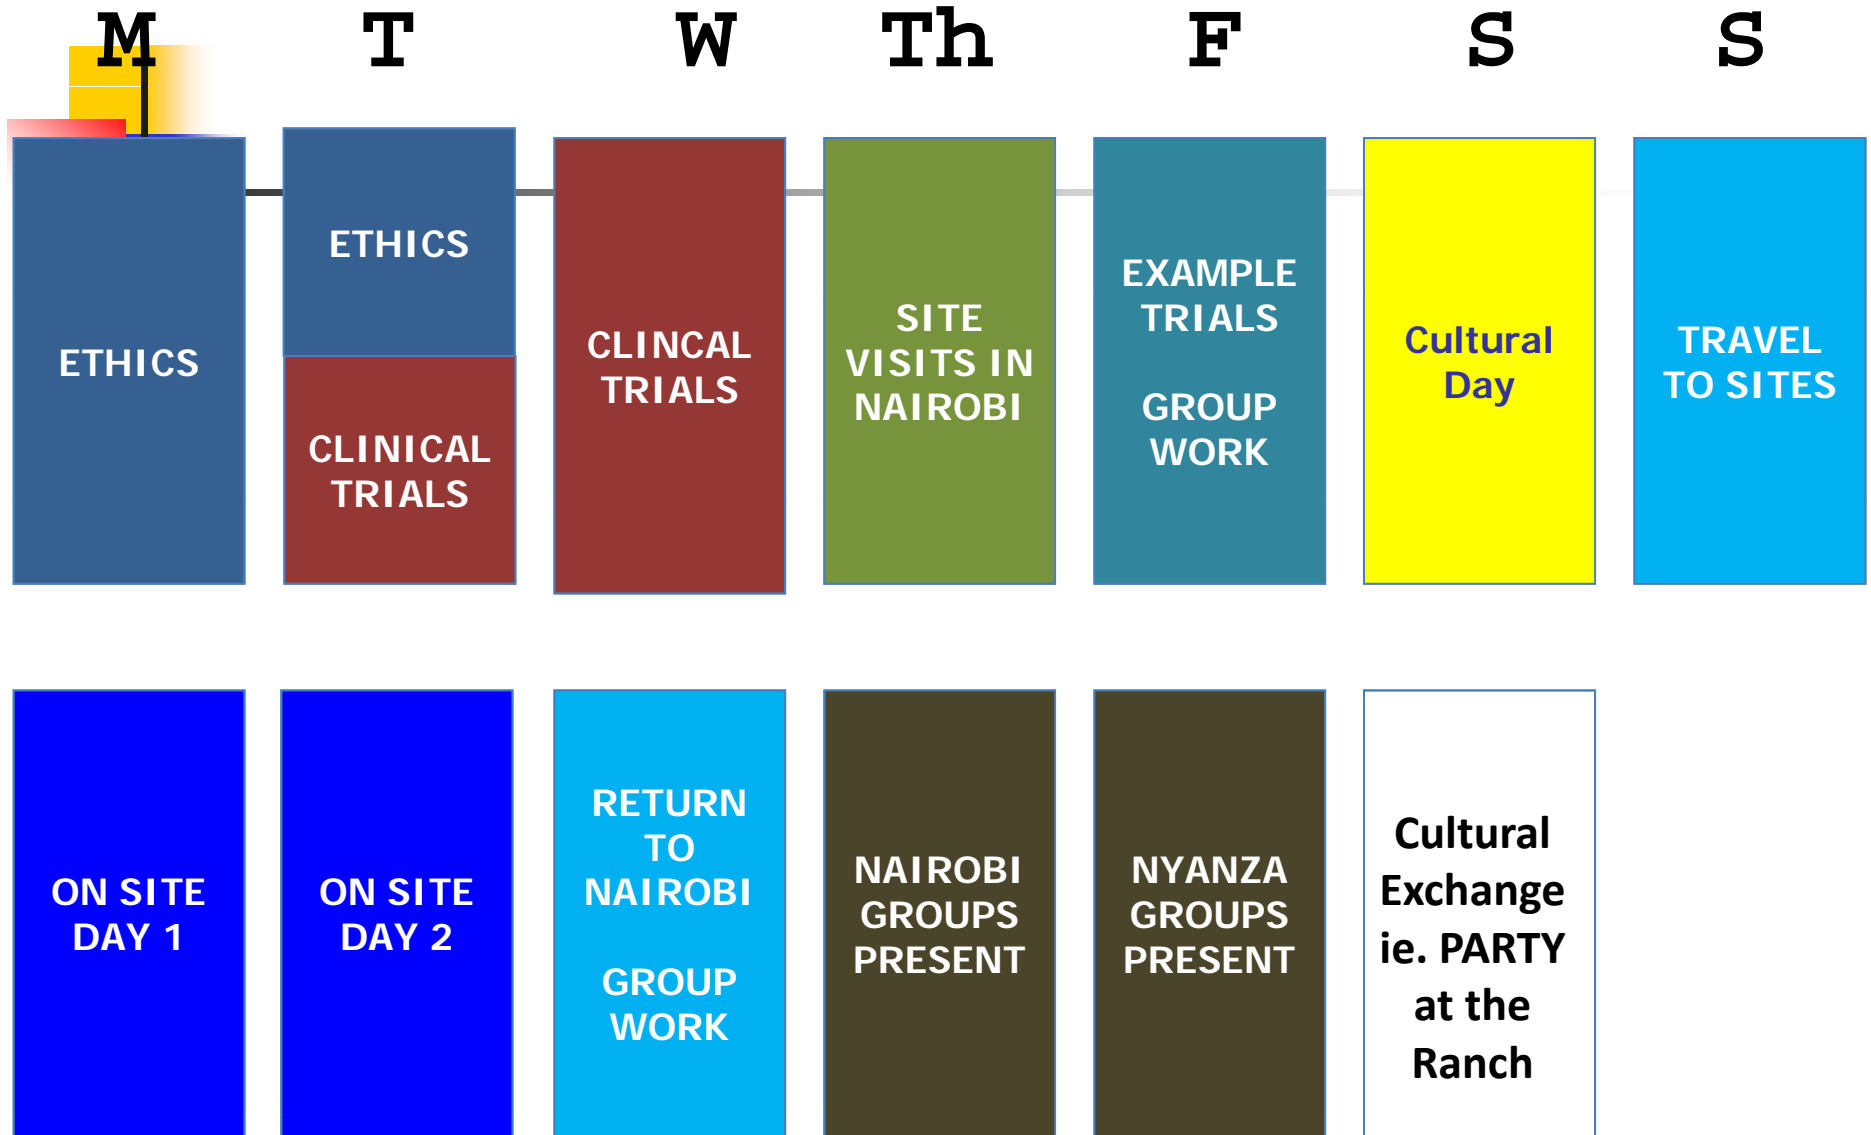 M T W Th F S S
ETHICS
ETHICS
CLINICAL
TRIALS
CLINCAL
TRIALS
SITE
VISITS IN
NAIROBI
EXAMPLE
TRIALS
GROUP
WORK
Cultural
Day
TRAVEL
TO SITES
ON SITE
DAY 1
ON SITE
DAY 2
RETURN
TO
NAIROBI
GROUP
WORK
NAIROBI
GROUPS
PRESENT
NYANZA
GROUPS
PRESENT
Cultural
Exchange
ie. PARTY
at the
Ranch